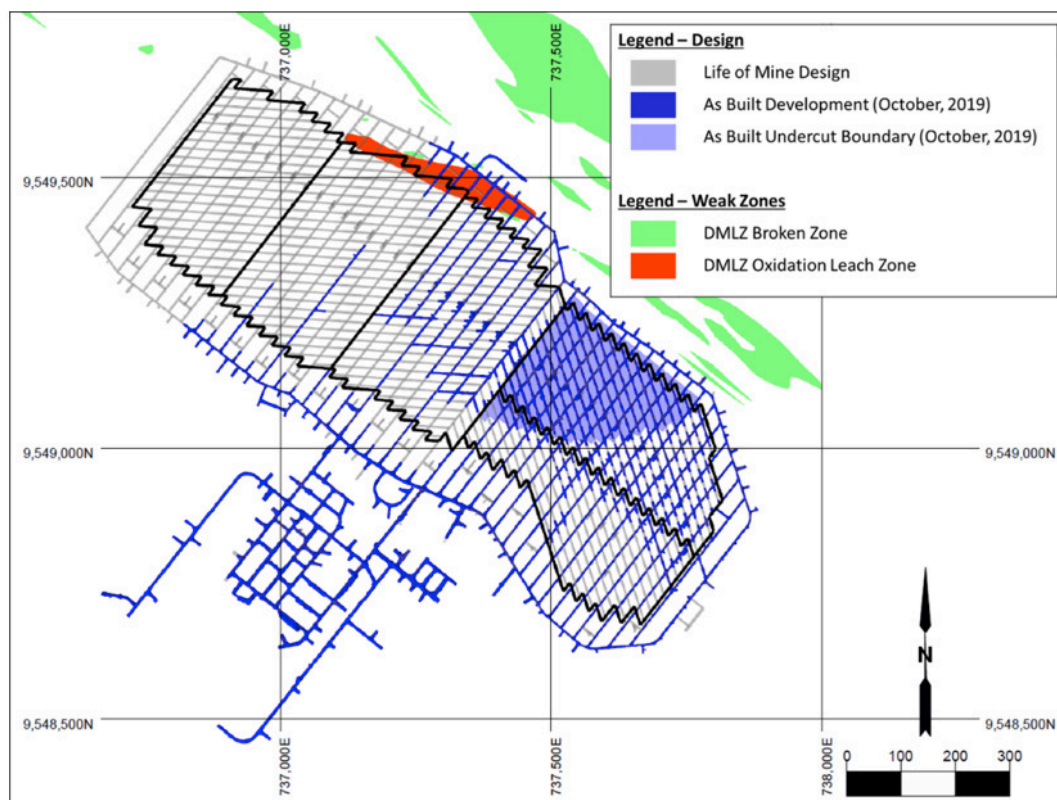 737,000E
737,500E
Legend – Design
Life of Mine Design
As Built Development (October, 2019)
As Built Undercut Boundary (October, 2019)
Legend – Weak Zones
DMLZ Broken Zone
DMLZ Oxidation Leach Zone
9,549,500N
9,549,000N
9,549,000N
N
9,548,500N
9,548,500N
737,000E
737,500E
738,000E
0 100 200 300